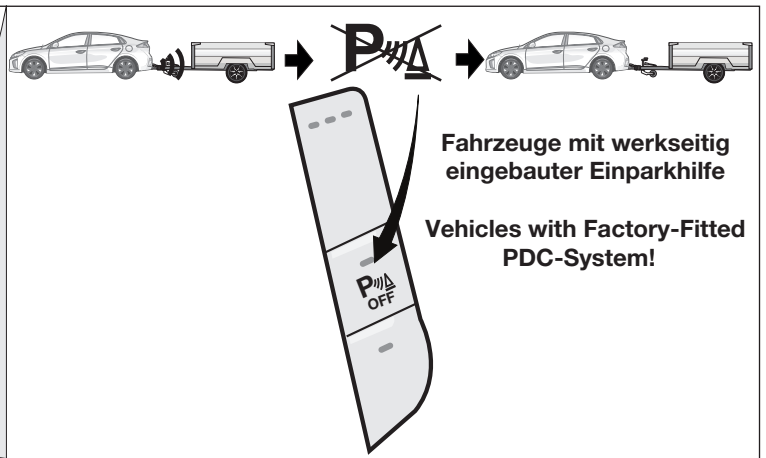 P
Fahrzeuge mit werkseitig
eingebauter Einparkhilfe
Vehicles with Factory-Fitted
PDC-System!
P
OFF